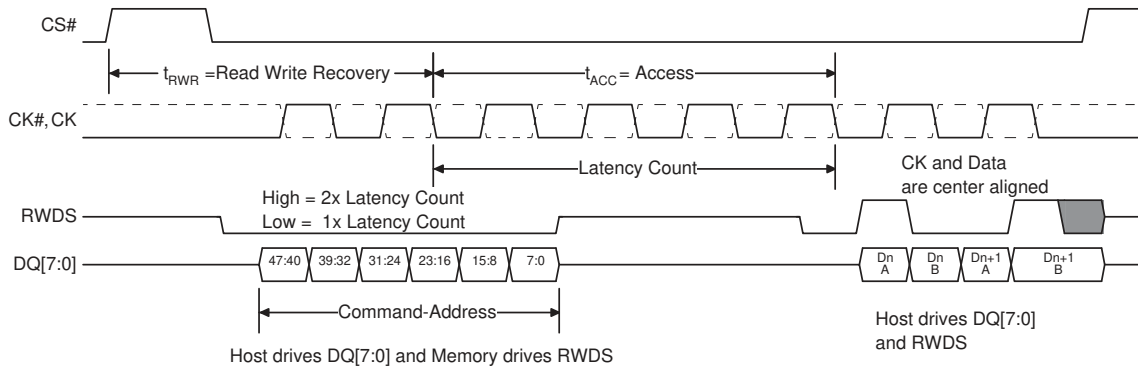 CS#
t_RWR =Read Write Recovery
t_ACC = Access
CK#, CK
Latency Count
High = 2x Latency Count
Low = 1x Latency Count
CK and Data
are center aligned
RWDS
DQ[7:0]
47:40 39:32 31:24 23:16 15:8 7:0
Dn A Dn B Dn+1 A Dn+1 B
Command-Address
Host drives DQ[7:0] and Memory drives RWDS
Host drives DQ[7:0]
and RWDS